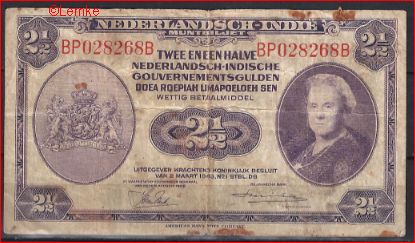 ©Lemke
NEDERLANDSCH-INDIË
MUNTBILJET
2½ 2½
BP028268B BP028268B
TWEE EN EEN HALVE
NEDERLANDSCH-INDISCHE
GOUVERNEMENTSGULDEN
DOEA ROEPIAH LIMAPOELOEH SEN
WETTIG BETAALMIDDEL
2½
UITGEGEVEN KRACHTENS KONINKLIJK BESLUIT
VAN 2 MAART 1943, No 1 STBL. D9
2½ 2½
AMERICAN BANK NOTE COMPANY